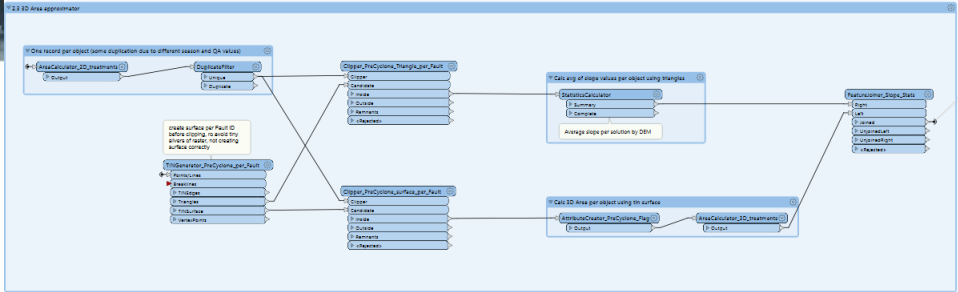 2.3 3D Area approximator
One record per object (some duplication due to different season and QA values)
AreaCalculator_2D_treatments
Output
DuplicateFilter
Unique
Duplicate
create surface per Fault ID
before clipping, ro avoid tiny
slivers of raster, not creating
surface correctly
TINGenerator_PreCyclone_per_Fault
Points/Lines
Breaklines
TINEdges
Triangles
TINSurface
VertexPoints
Clipper_PreCyclone_Triangle_per_Fault
Clipper
Candidate
Inside
Outside
Remnants
<Rejected>
Clipper_PreCyclone_surface_per_Fault
Clipper
Candidate
Inside
Outside
Remnants
<Rejected>
Calc avg of slope values per object using triangles
StatisticsCalculator
Summary
Complete
Average slope per solution by DEM
Calc 3D Area per object using tin surface
AttributeCreator_PreCyclone_Flag
Output
AreaCalculator_3D_treatments
Output
FeatureJoiner_Slope_Stats
Right
Left
Joined
UnjoinedLeft
UnjoinedRight
<Rejected>